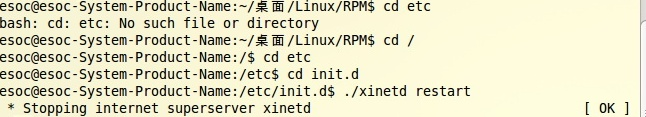 esoc@esoc-System-Product-Name:~/桌面/Linux/RPM$ cd etc
bash: cd: etc: No such file or directory
esoc@esoc-System-Product-Name:~/桌面/Linux/RPM$ cd /
esoc@esoc-System-Product-Name:/$ cd etc
esoc@esoc-System-Product-Name:/etc$ cd init.d
esoc@esoc-System-Product-Name:/etc/init.d$ ./xinetd restart
 * Stopping internet superserver xinetd [ OK ]